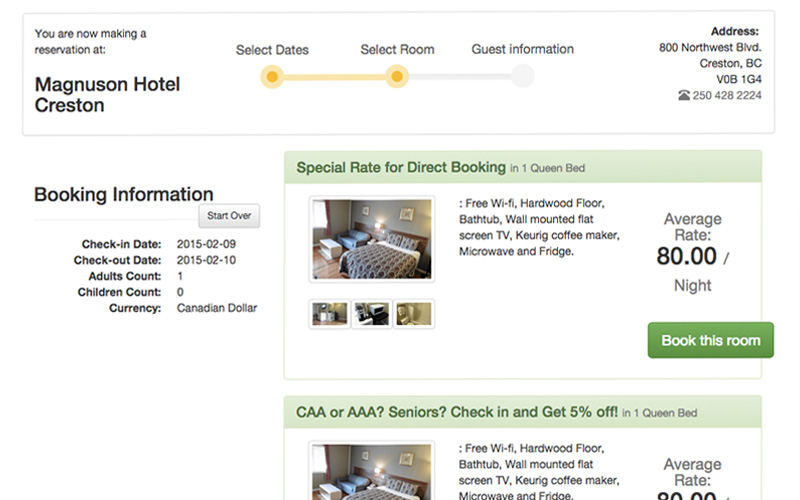 You are now making a
reservation at:
Magnuson Hotel
Creston
Select Dates
Select Room
Guest information
Address:
800 Northwest Blvd.
Creston, BC
V0B 1G4
250 428 2224
Booking Information
Start Over
Check-in Date: 2015-02-09
Check-out Date: 2015-02-10
Adults Count: 1
Children Count: 0
Currency: Canadian Dollar
Special Rate for Direct Booking in 1 Queen Bed
: Free Wi-fi, Hardwood Floor,
Bathtub, Wall mounted flat
screen TV, Keurig coffee maker,
Microwave and Fridge.
Average
Rate:
80.00 /
Night
Book this room
CAA or AAA? Seniors? Check in and Get 5% off! in 1 Queen Bed
: Free Wi-fi, Hardwood Floor,
Bathtub, Wall mounted flat
screen TV, Keurig coffee maker,
Microwave and Fridge.
Average
Rate:
80.00 /